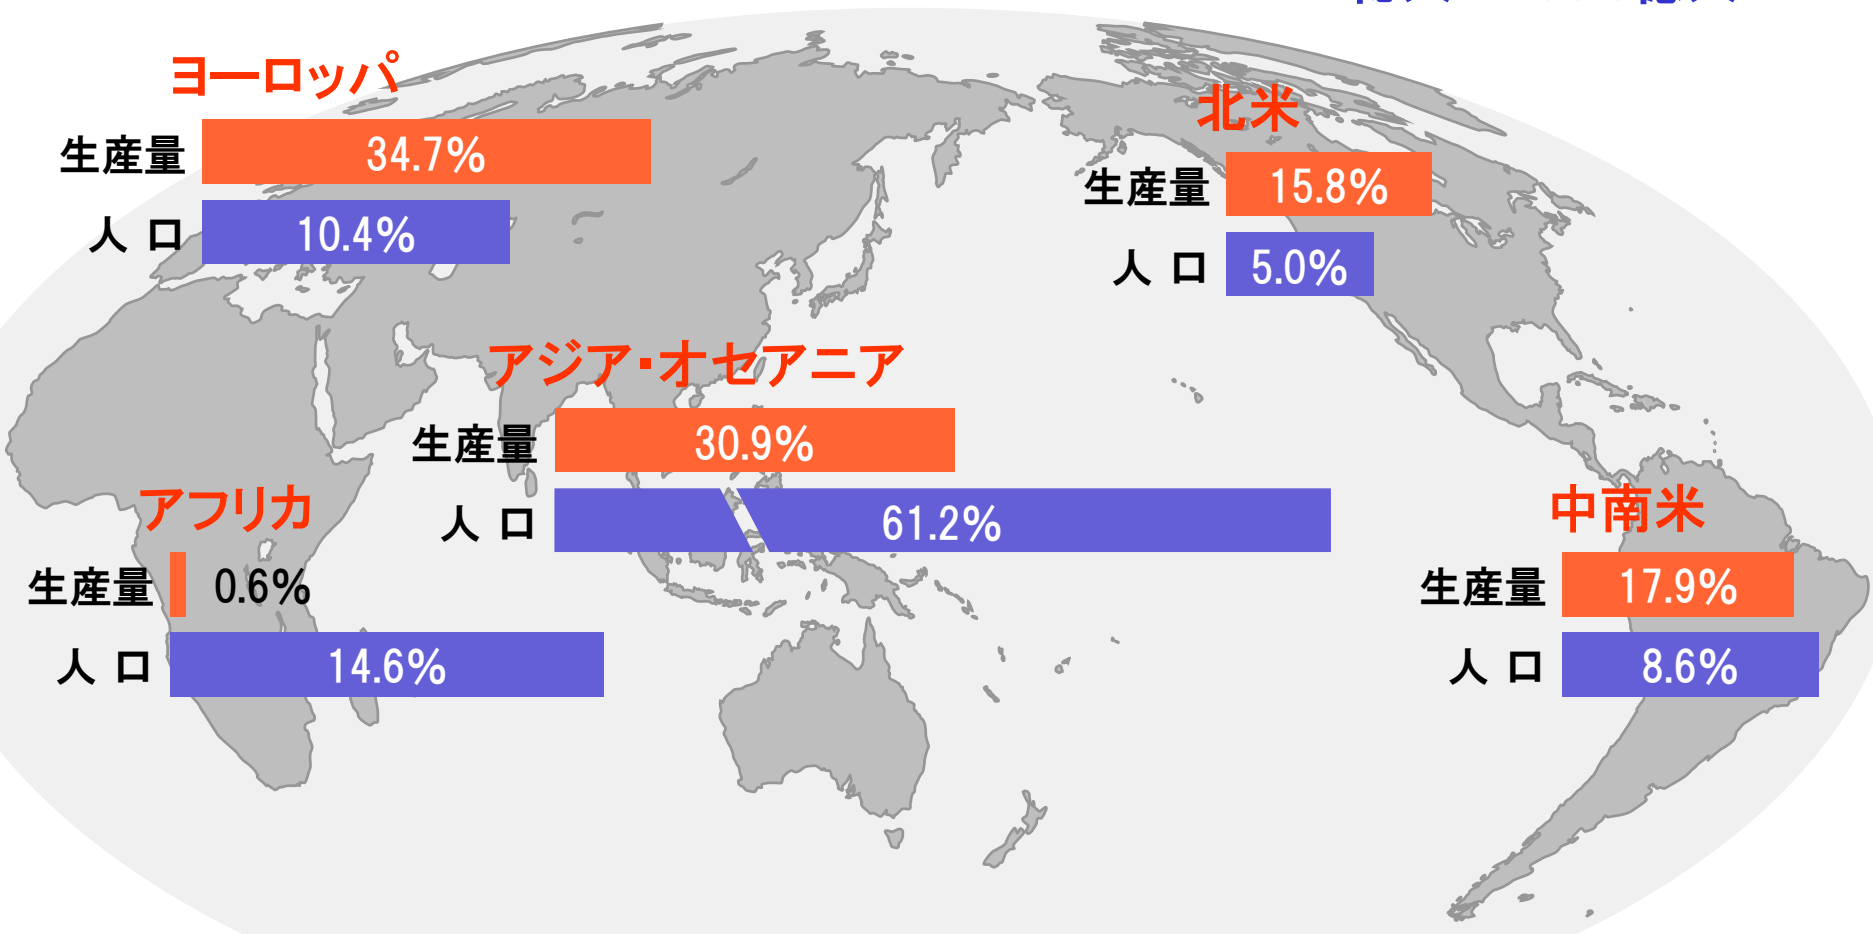 ヨーロッパ
生産量 34.7%
人 口 10.4%
北米
生産量 15.8%
人 口 5.0%
アジア・オセアニア
生産量 30.9%
人 口 61.2%
アフリカ
生産量 0.6%
人 口 14.6%
中南米
生産量 17.9%
人 口 8.6%